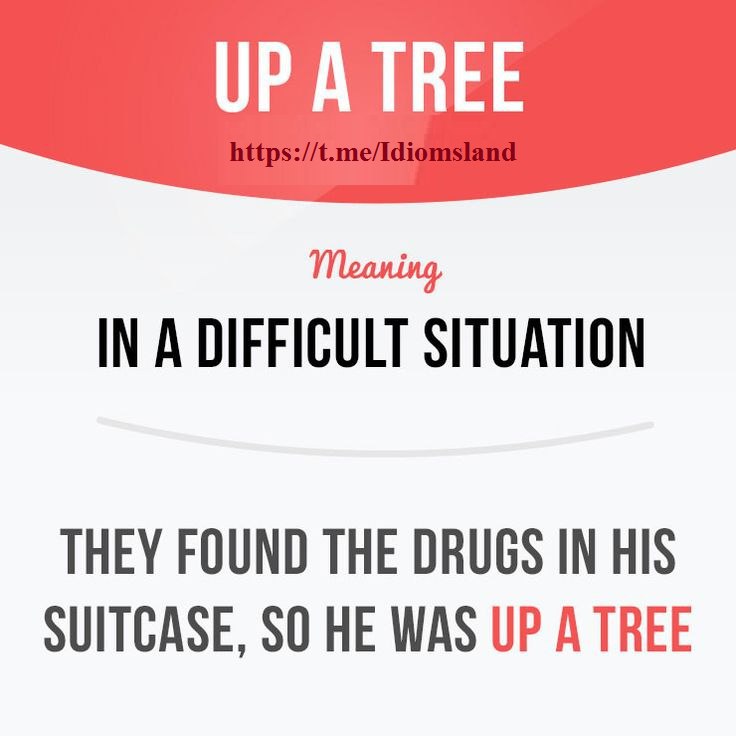 UP A TREE
https://t.me/Idiomsland
Meaning
IN A DIFFICULT SITUATION
THEY FOUND THE DRUGS IN HIS
SUITCASE, SO HE WAS UP A TREE